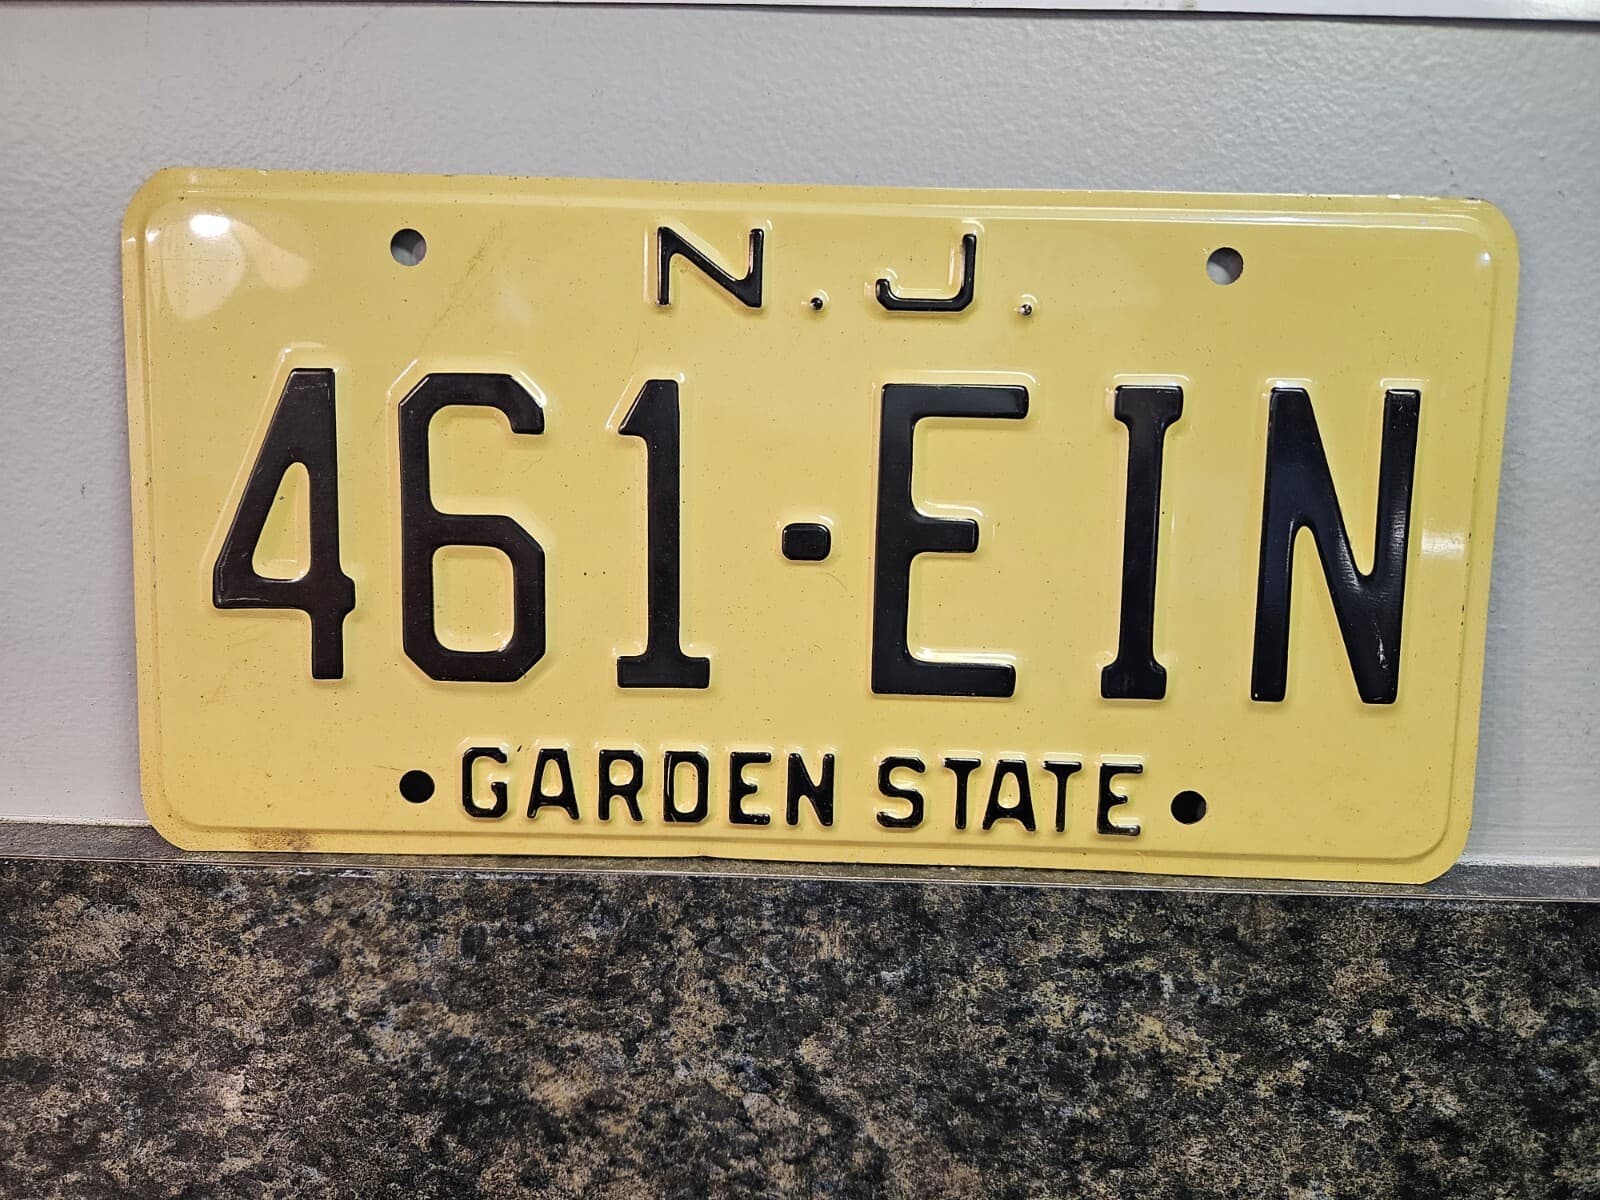 N.J.
461-EIN
GARDEN STATE